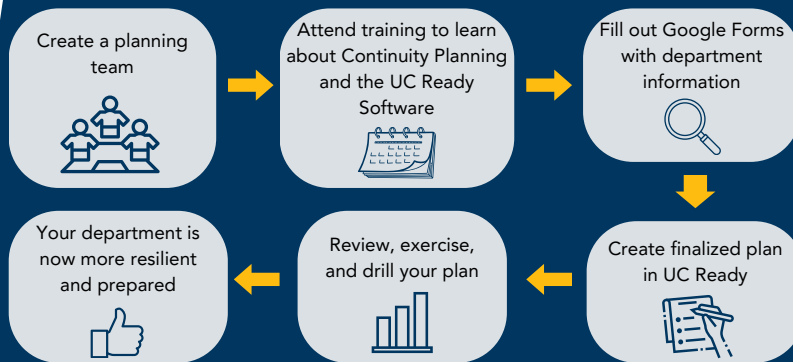 Create a planning
team
Attend training to learn
about Continuity Planning
and the UC Ready
Software
Fill out Google Forms
with department
information
Create finalized plan
in UC Ready
Review, exercise,
and drill your plan
Your department is
now more resilient
and prepared